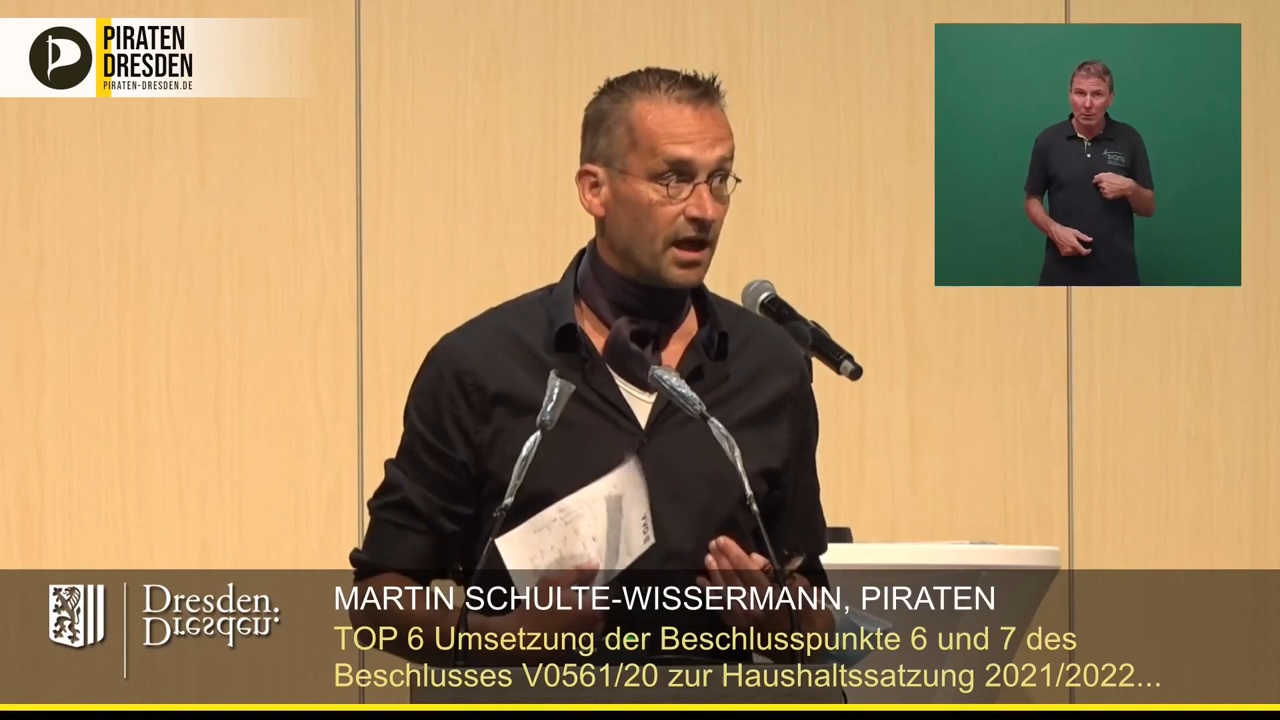 PIRATEN
DRESDEN
PIRATEN-DRESDEN.DE
Dresden.
MARTIN SCHULTE-WISSERMANN, PIRATEN
TOP 6 Umsetzung der Beschlusspunkte 6 und 7 des
Beschlusses V0561/20 zur Haushaltssatzung 2021/2022...